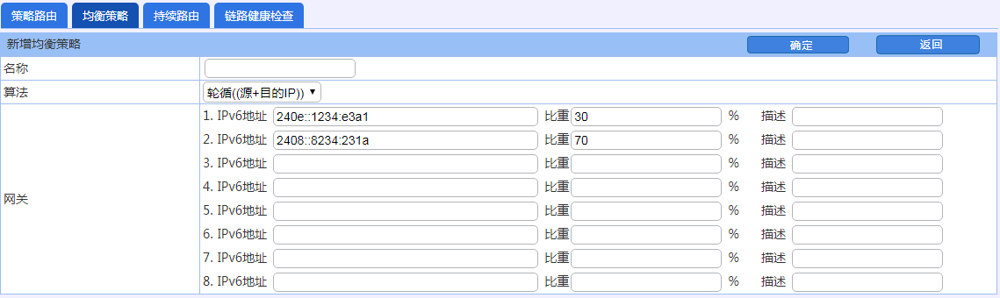 策略路由 均衡策略 持续路由 链路健康检查
新增均衡策略 确定 返回
名称
算法 轮循((源+目的IP))
网关
1. IPv6地址 240e::1234:e3a1 比重 30 % 描述
2. IPv6地址 2408::8234:231a 比重 70 % 描述
3. IPv6地址 比重 % 描述
4. IPv6地址 比重 % 描述
5. IPv6地址 比重 % 描述
6. IPv6地址 比重 % 描述
7. IPv6地址 比重 % 描述
8. IPv6地址 比重 % 描述